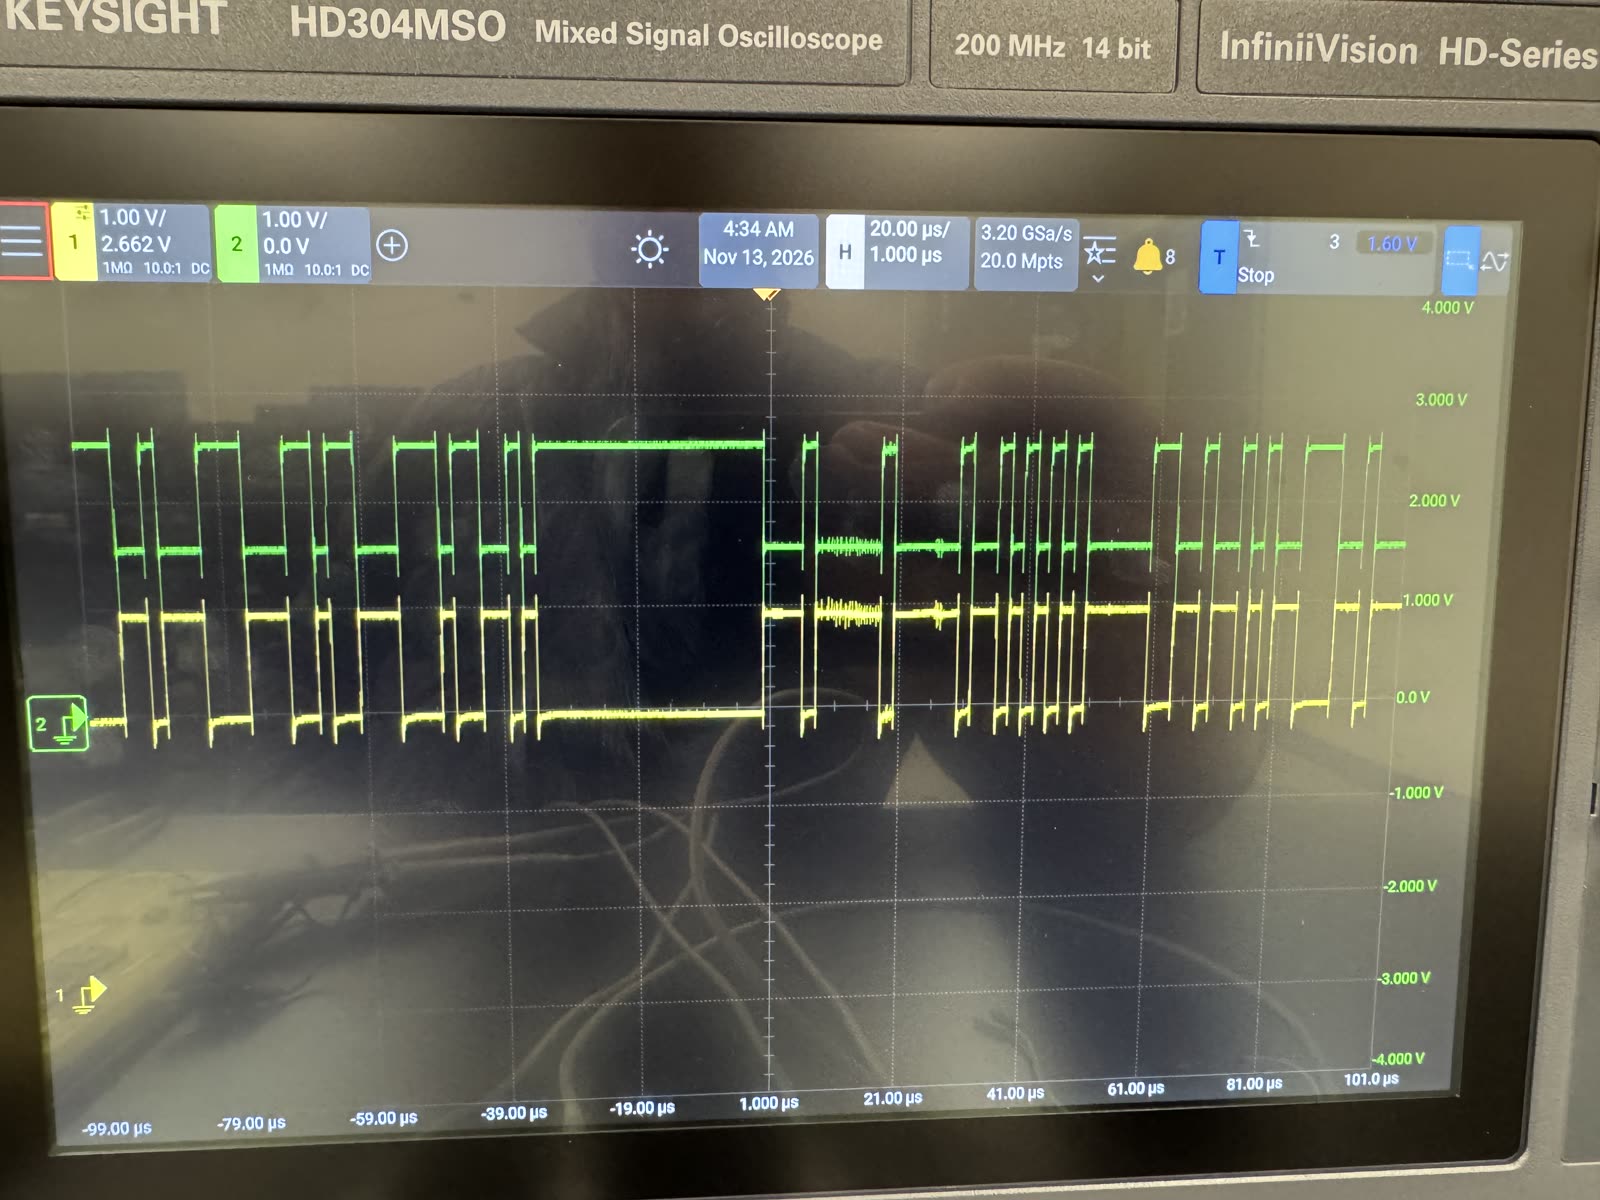 KEYSIGHT HD304MSO Mixed Signal Oscilloscope 200 MHz 14 bit InfiniiVision HD-Series
1 1.00 V/ 2.662 V 1MΩ 10.0:1 DC
2 1.00 V/ 0.0 V 1MΩ 10.0:1 DC
4:34 AM
Nov 13, 2026
H 20.00 µs/ 1.000 µs
3.20 GSa/s
20.0 Mpts
8
T 3 1.60 V
Stop
4.000 V
3.000 V
2.000 V
1.000 V
0.0 V
2
-1.000 V
-2.000 V
-3.000 V
1
-4.000 V
-99.00 µs -79.00 µs -59.00 µs -39.00 µs -19.00 µs 1.000 µs 21.00 µs 41.00 µs 61.00 µs 81.00 µs 101.0 µs